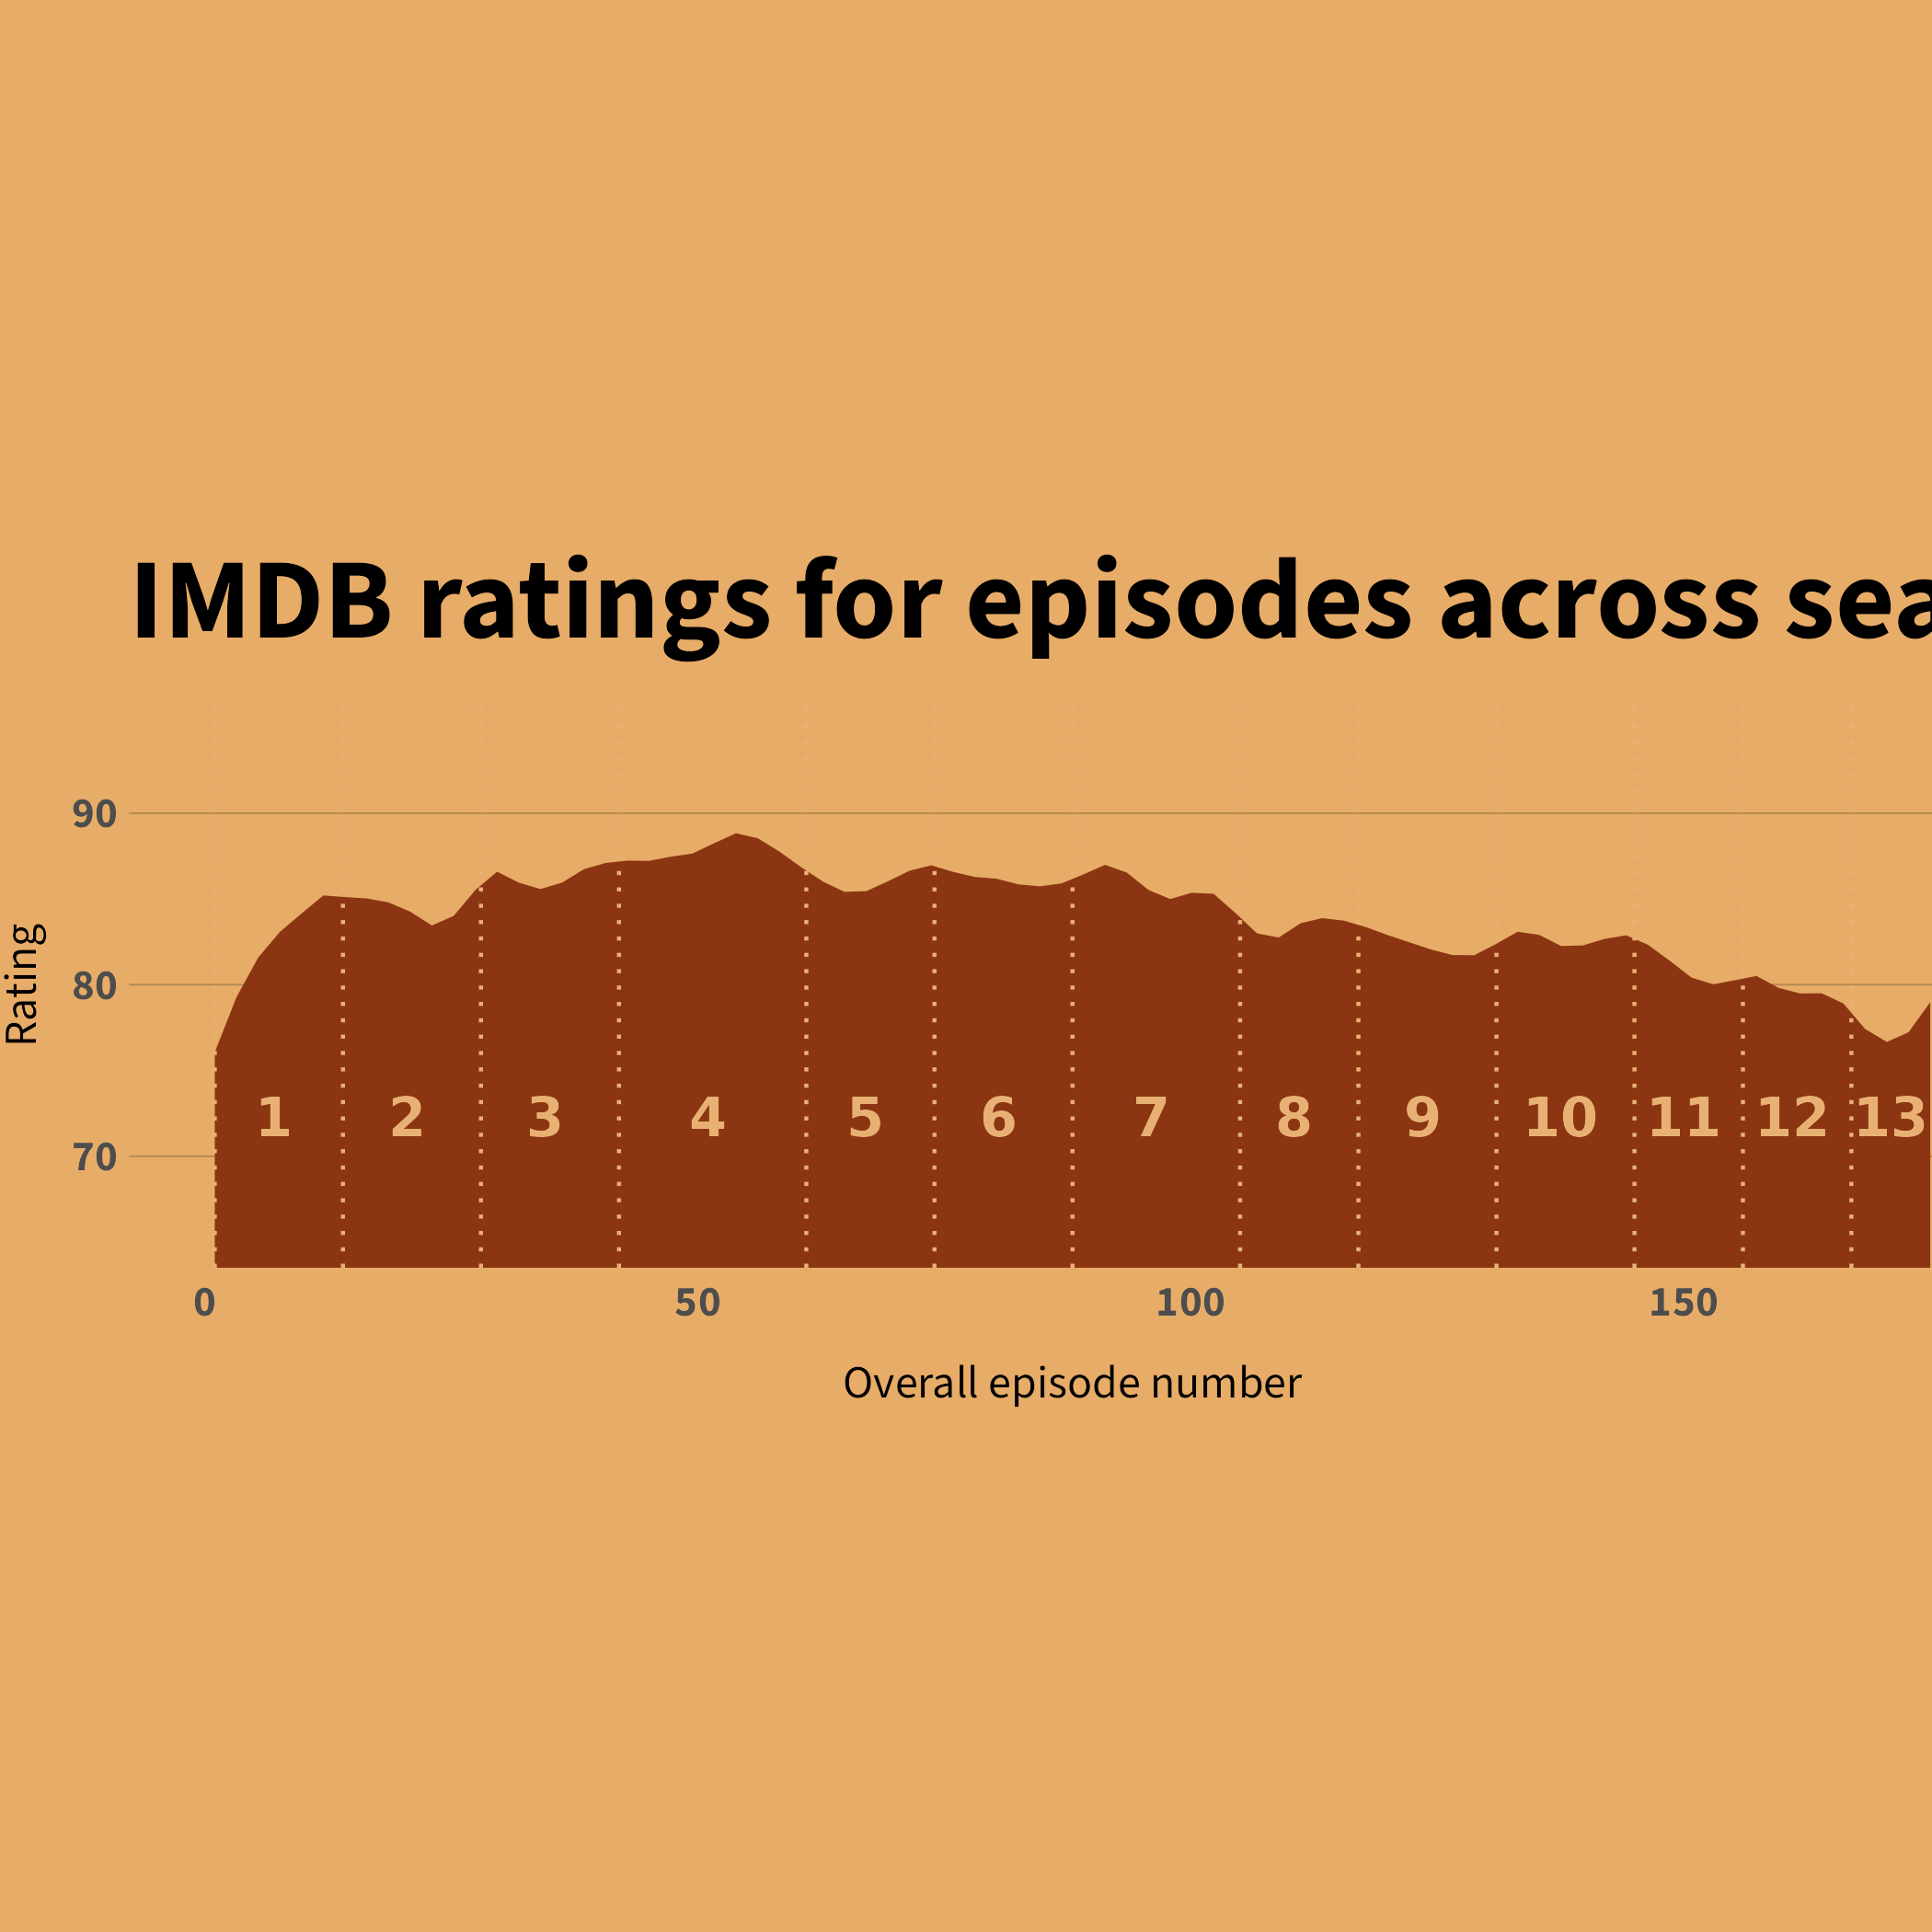 IMDB ratings for episodes across sea
90
80
70
Rating
1 2 3 4 5 6 7 8 9 10 11 12 13
0 50 100 150
Overall episode number